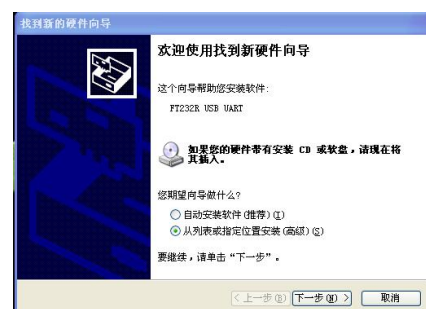 找到新的硬件向导
欢迎使用找到新硬件向导
这个向导帮助您安装软件:
FT232R USB UART
如果您的硬件带有安装 CD 或软盘，请现在将
其插入。
您期望向导做什么?
自动安装软件(推荐)(I)
从列表或指定位置安装(高级)(S)
要继续，请单击“下一步”。
<上一步(B) 下一步(N)> 取消